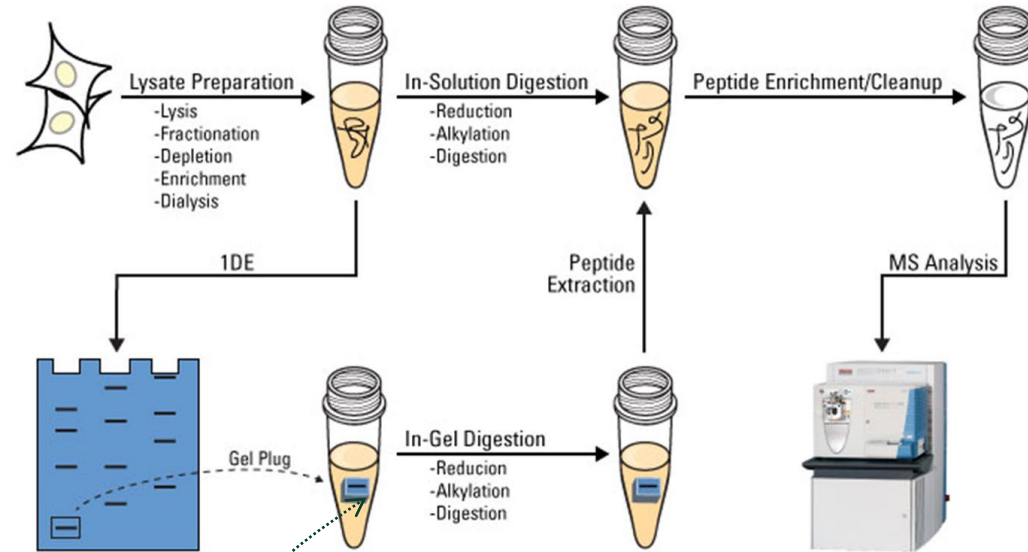 Lysate Preparation
-Lysis
-Fractionation
-Depletion
-Enrichment
-Dialysis
In-Solution Digestion
-Reduction
-Alkylation
-Digestion
Peptide Enrichment/Cleanup
1DE
Peptide
Extraction
MS Analysis
Gel Plug
In-Gel Digestion
-Reducion
-Alkylation
-Digestion